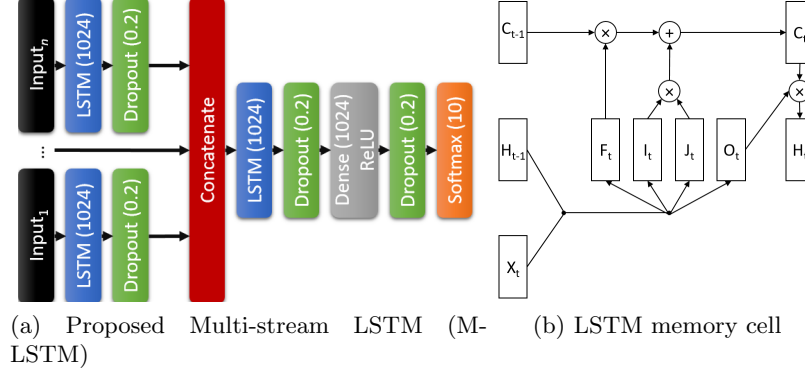 Input_n
LSTM (1024)
Dropout (0.2)
...
Input_1
LSTM (1024)
Dropout (0.2)
Concatenate
LSTM (1024)
Dropout (0.2)
Dense (1024)
ReLU
Dropout (0.2)
Softmax (10)
C_t-1
×
+
C_t
×
×
H_t-1
F_t
I_t
J_t
O_t
H
X_t
(a) Proposed Multi-stream LSTM (M-
LSTM)
(b) LSTM memory cell